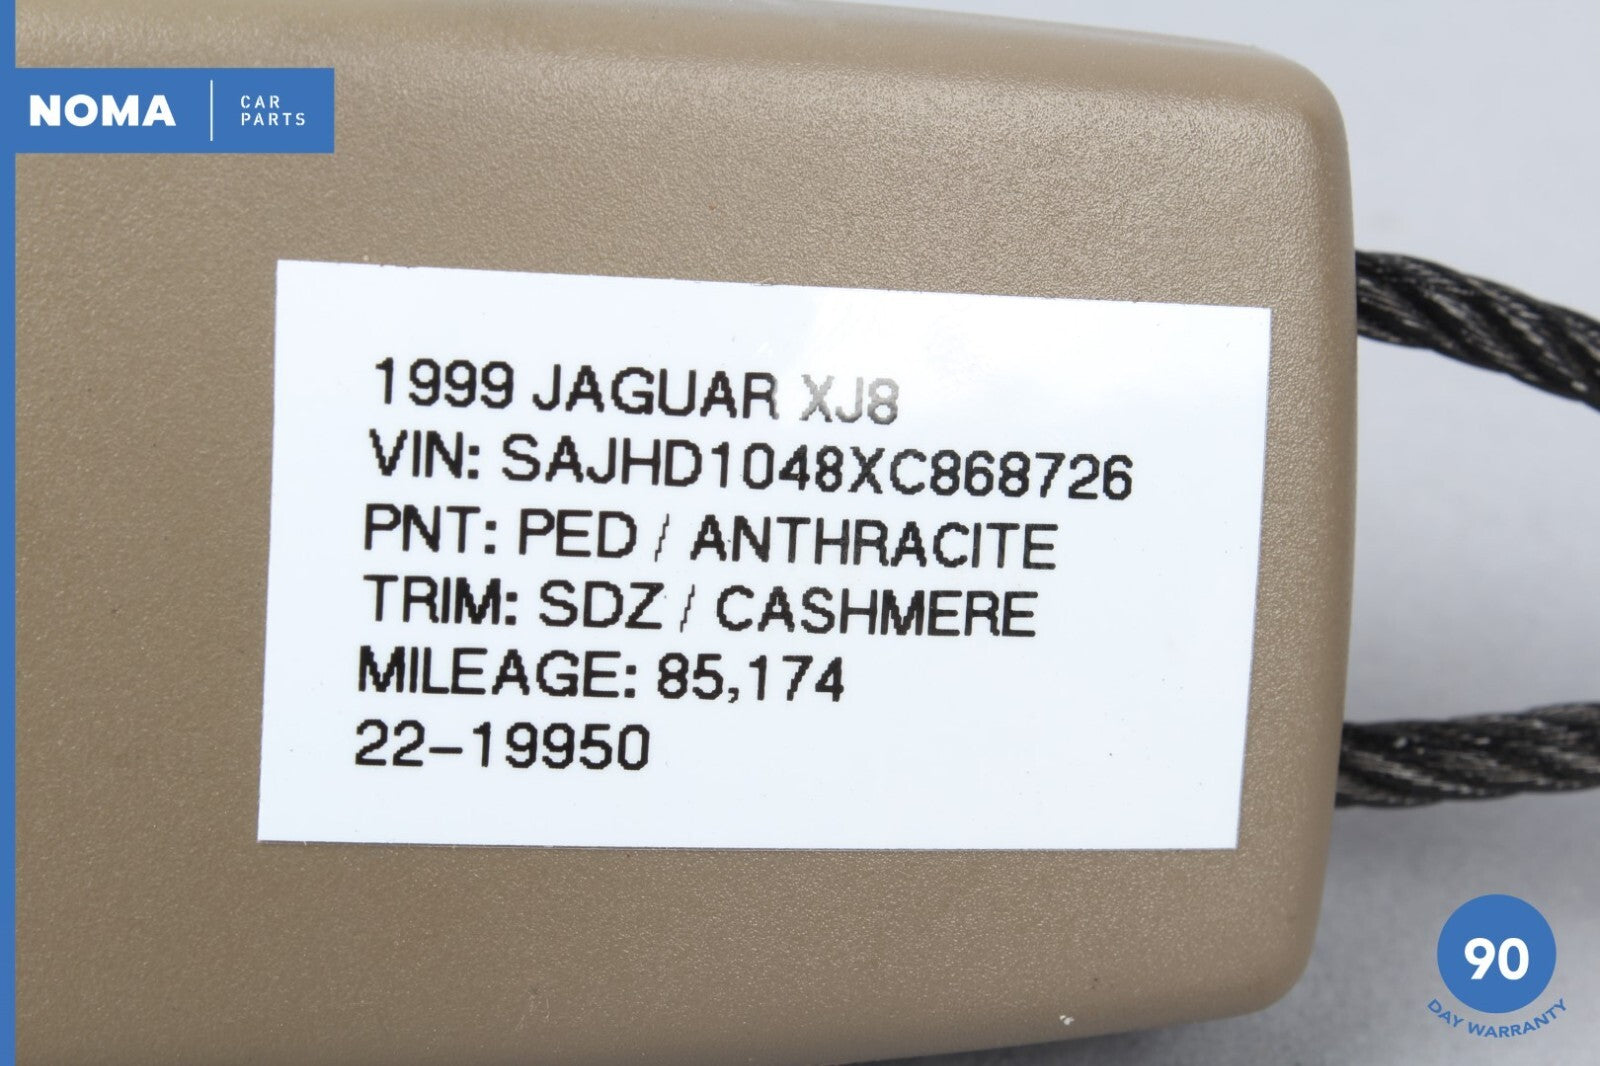 NOMA
CAR
PARTS
1999 JAGUAR XJ8
VIN: SAJHD1048XC868726
PNT: PED / ANTHRACITE
TRIM: SDZ / CASHMERE
MILEAGE: 85,174
22-19950
90
DAY WARRANTY